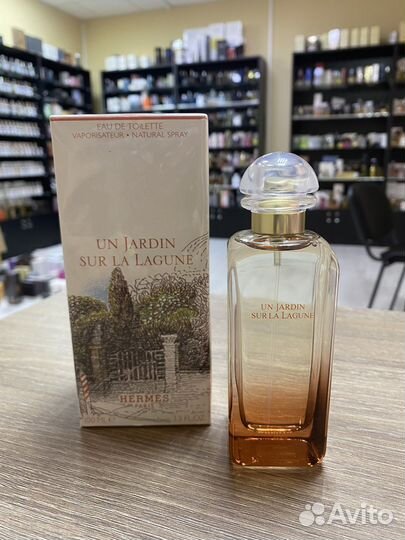 EAU DE TOILETTE
VAPORISATEUR • NATURAL SPRAY
UN JARDIN
SUR LA LAGUNE
HERMÈS
PARIS
UN JARDIN
SUR LA LAGUNE
Avito